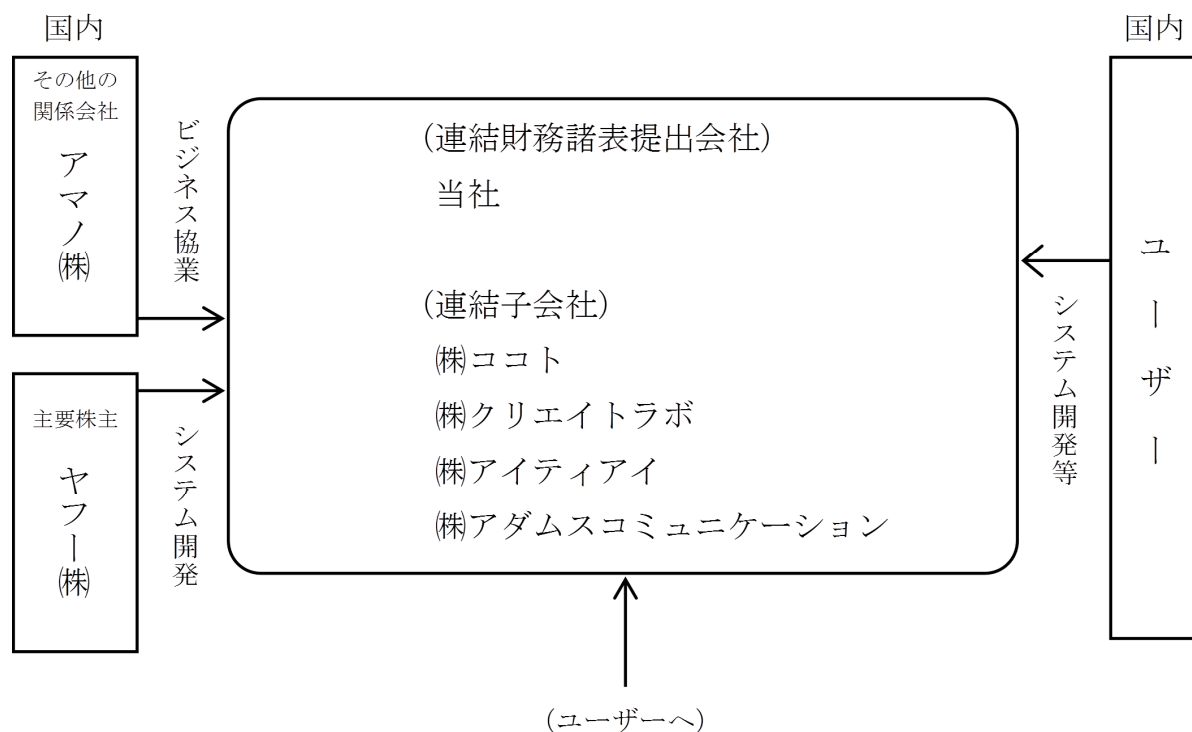 国内
その他の
関係会社
アマノ㈱
ビジネス協業
主要株主
ヤフー㈱
システム開発
(連結財務諸表提出会社)
当社
(連結子会社)
㈱ココト
㈱クリエイトラボ
㈱アイティアイ
㈱アダムスコミュニケーション
国内
ユーザー
システム開発等
(ユーザーへ)